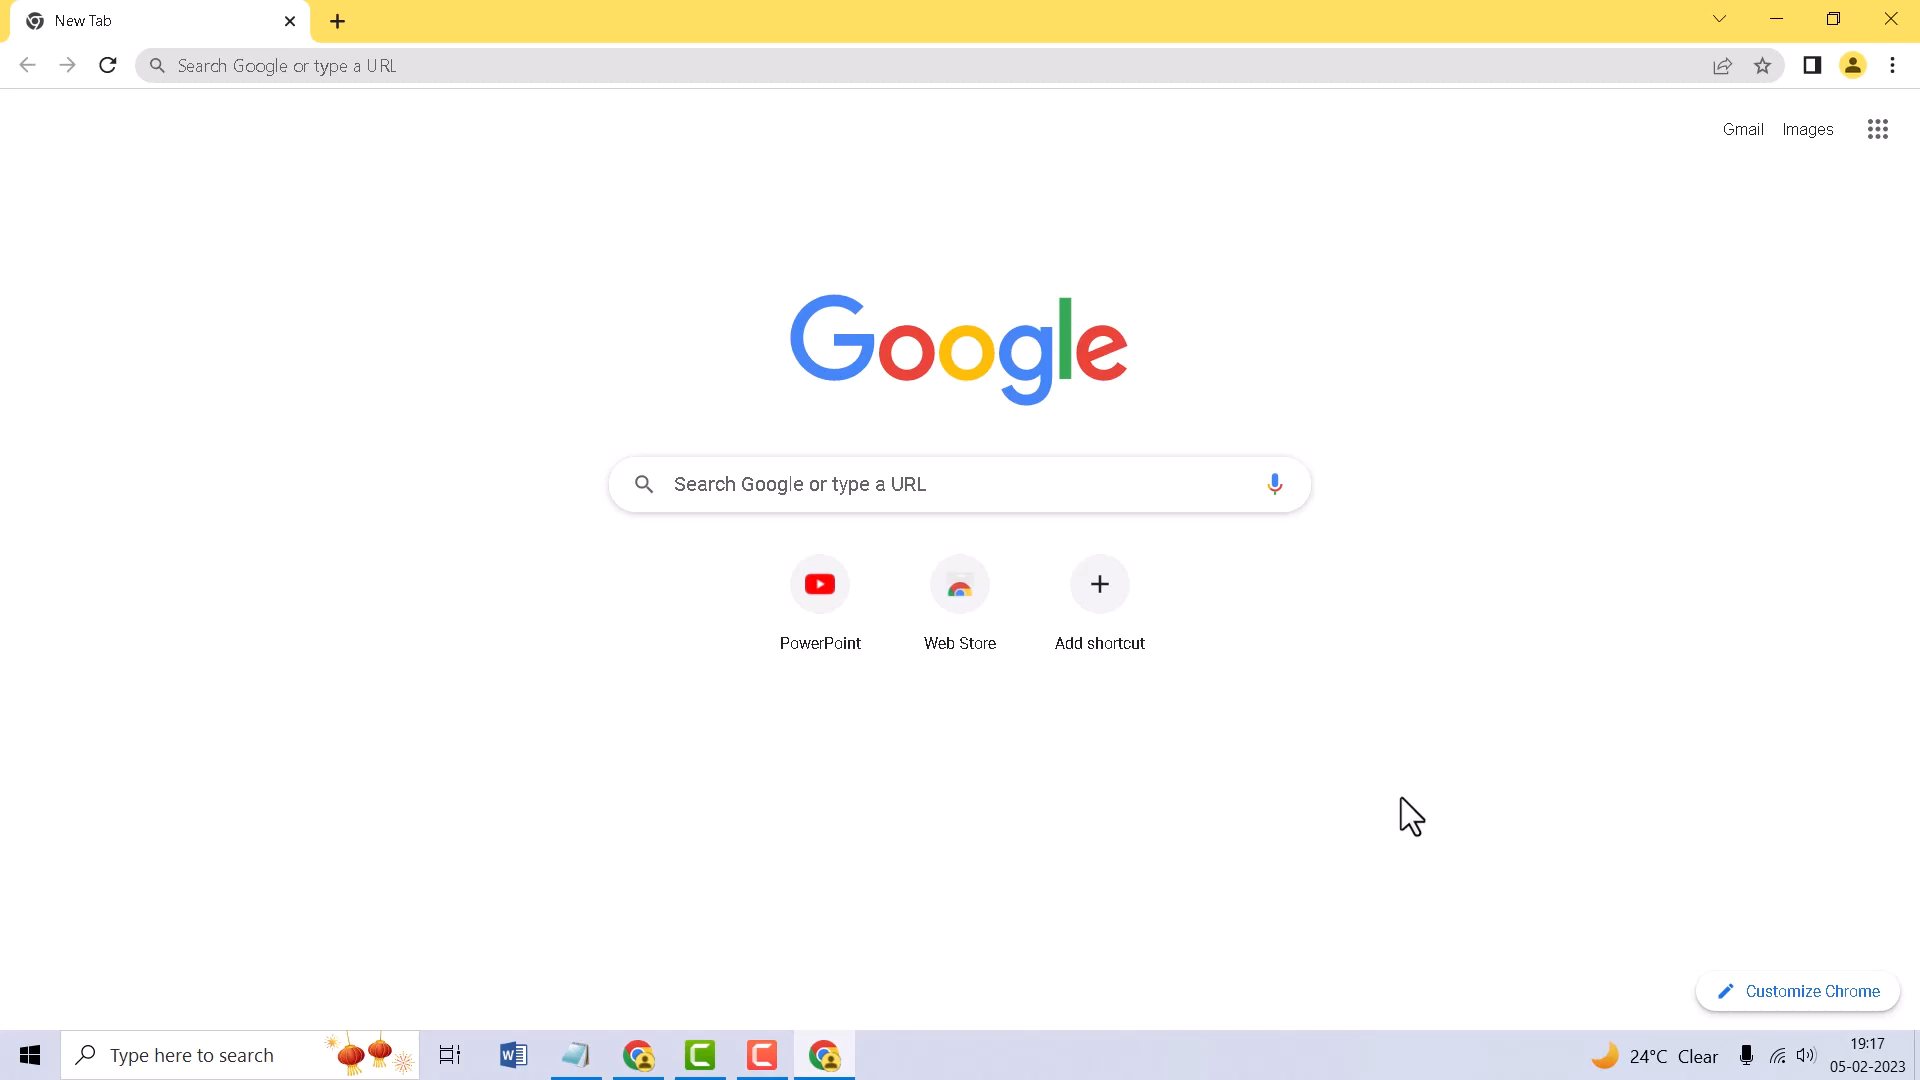 New Tab
Search Google or type a URL
Gmail Images
Google
Search Google or type a URL
PowerPoint Web Store Add shortcut
Customize Chrome
Type here to search
24°C Clear
19:17
05-02-2023